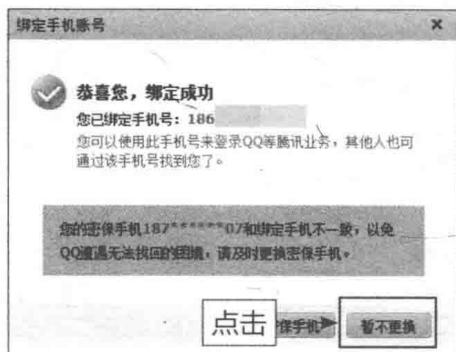 绑定手机账号
恭喜您，绑定成功
您已绑定手机号：186
您可以使用此手机号来登录QQ等腾讯业务，其他人也可
通过该手机号找到您了。
您的密保手机187******07和绑定手机不一致，以免
QQ遭遇无法找回的困境，请及时更换密保手机。
点击
保手机
暂不更换